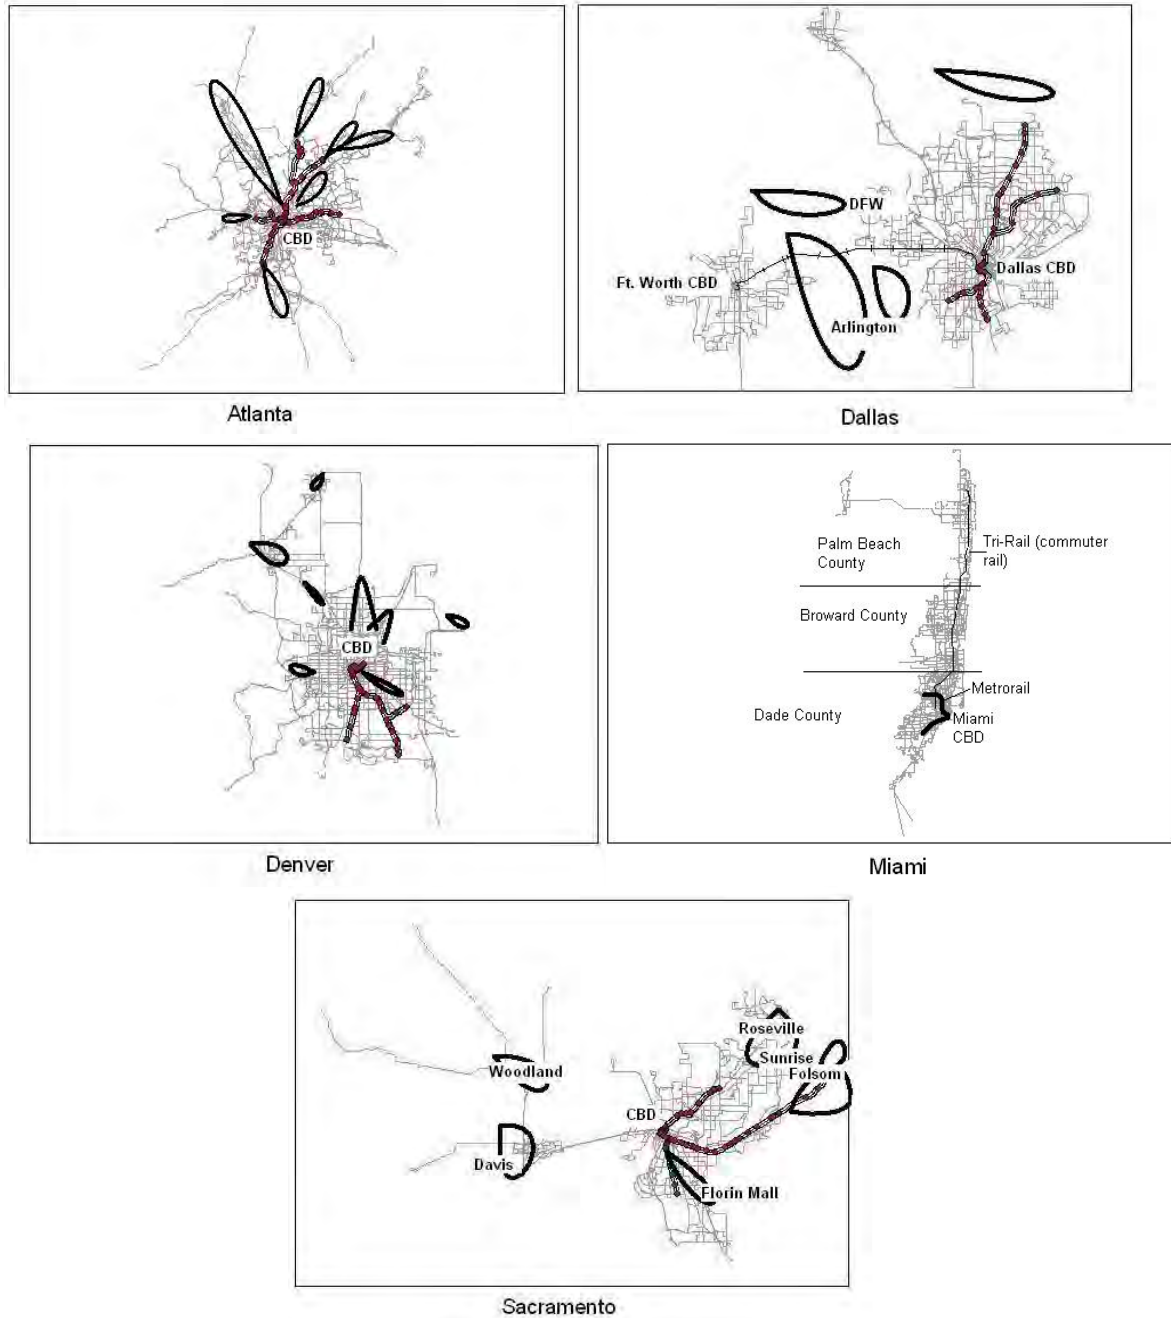 CBD
Atlanta
DFW
Ft. Worth CBD
Dallas CBD
Arlington
Dallas
CBD
Denver
Palm Beach
County
Tri-Rail (commuter
rail)
Broward County
Metrorail
Dade County
Miami
CBD
Miami
Roseville
Sunrise
Woodland
Folsom
CBD
Davis
Florin Mall
Sacramento